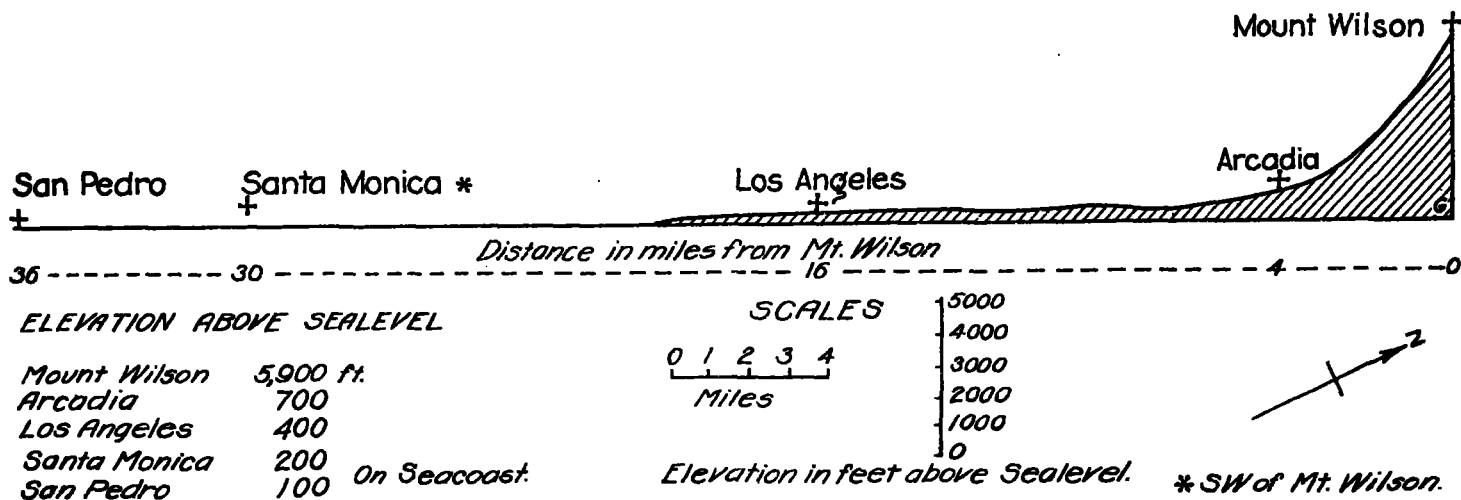 Mount Wilson
San Pedro Santa Monica * Los Angeles Arcadia
Distance in miles from Mt. Wilson
36 30 16 4 0
ELEVATION ABOVE SEALEVEL
Mount Wilson 5,900 ft.
Arcadia 700
Los Angeles 400
Santa Monica 200
San Pedro 100
On Seacoast.
SCALES
0 1 2 3 4
Miles
5000
4000
3000
2000
1000
0
Elevation in feet above Sealevel.
N
* SW of Mt. Wilson.